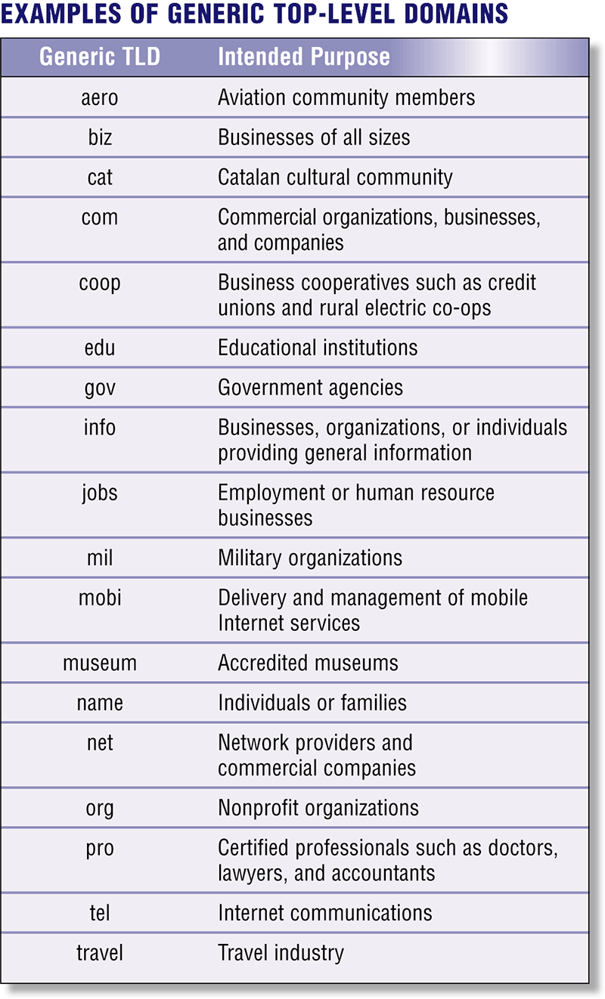 EXAMPLES OF GENERIC TOP-LEVEL DOMAINS
Generic TLD Intended Purpose
aero Aviation community members
biz Businesses of all sizes
cat Catalan cultural community
com Commercial organizations, businesses,
and companies
coop Business cooperatives such as credit
unions and rural electric co-ops
edu Educational institutions
gov Government agencies
info Businesses, organizations, or individuals
providing general information
jobs Employment or human resource
businesses
mil Military organizations
mobi Delivery and management of mobile
Internet services
museum Accredited museums
name Individuals or families
net Network providers and
commercial companies
org Nonprofit organizations
pro Certified professionals such as doctors,
lawyers, and accountants
tel Internet communications
travel Travel industry